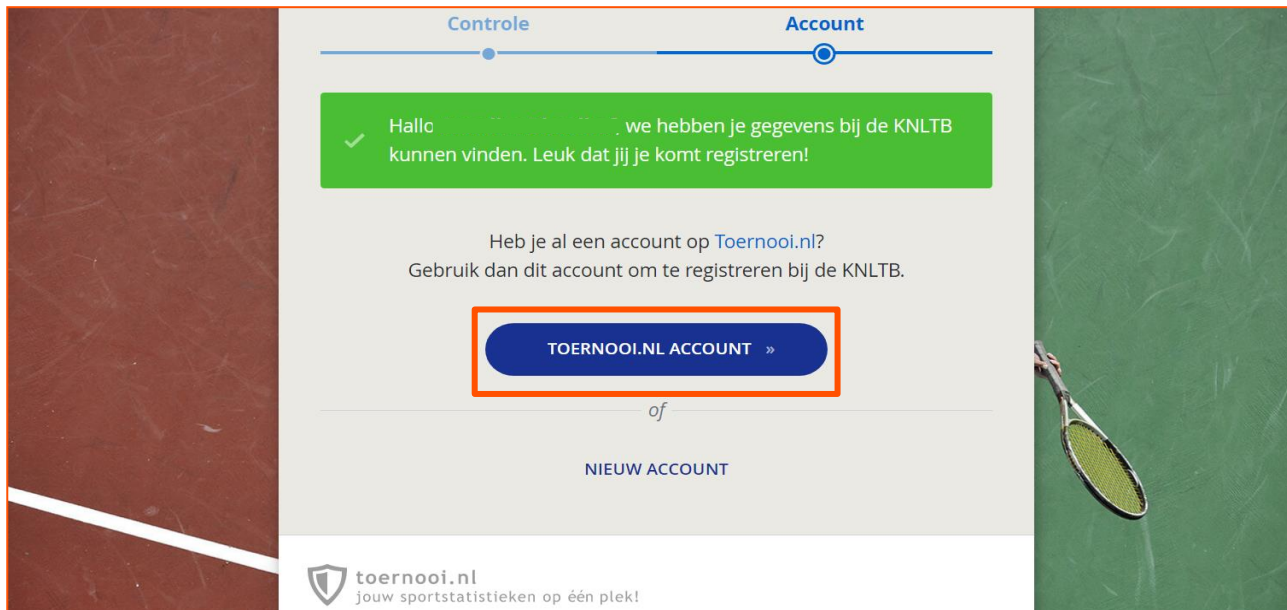 Controle Account
Hallo , we hebben je gegevens bij de KNLTB
kunnen vinden. Leuk dat jij je komt registreren!
Heb je al een account op Toernooi.nl?
Gebruik dan dit account om te registreren bij de KNLTB.
TOERNOOI.NL ACCOUNT »
of
NIEUW ACCOUNT
toernooi.nl
jouw sportstatistieken op één plek!